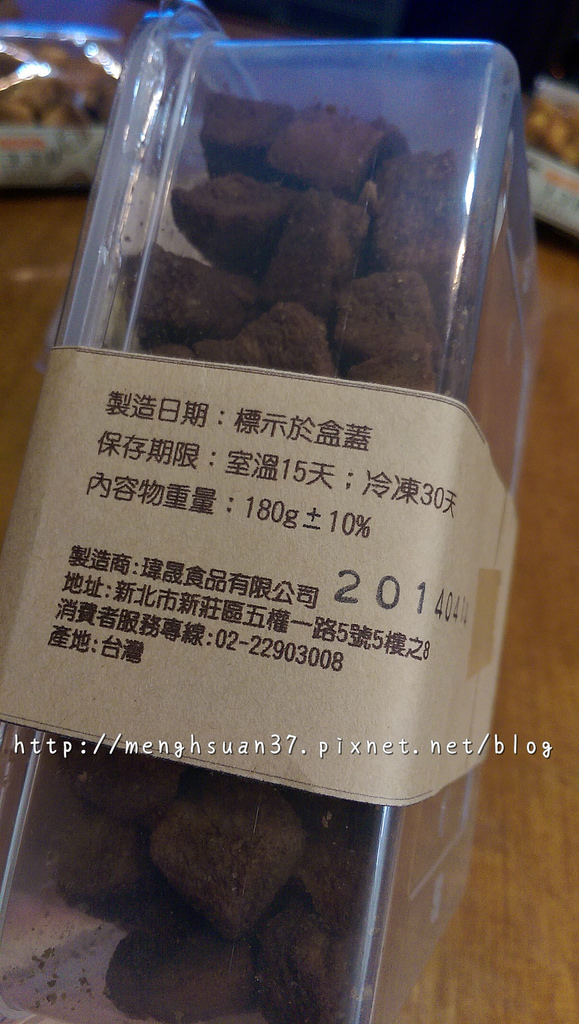 製造日期：標示於盒蓋
保存期限：室溫15天；冷凍30天
內容物重量：180g±10%
製造商:瑋晟食品有限公司 2014041
地址:新北市新莊區五權一路5號5樓之8
消費者服務專線:02-22903008
產地:台灣
http://menghsuan37.pixnet.net/blog